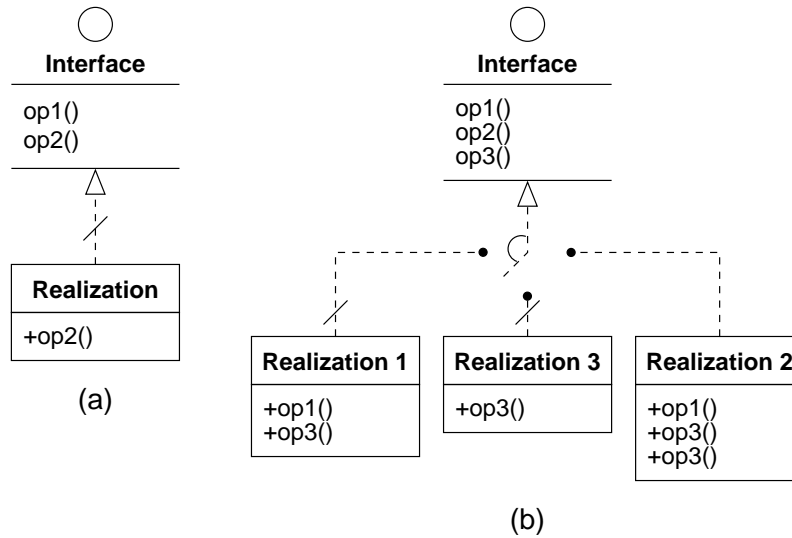 Interface
op1()
op2()
Realization
+op2()
(a)
Interface
op1()
op2()
op3()
Realization 1
+op1()
+op3()
Realization 3
+op3()
Realization 2
+op1()
+op3()
+op3()
(b)